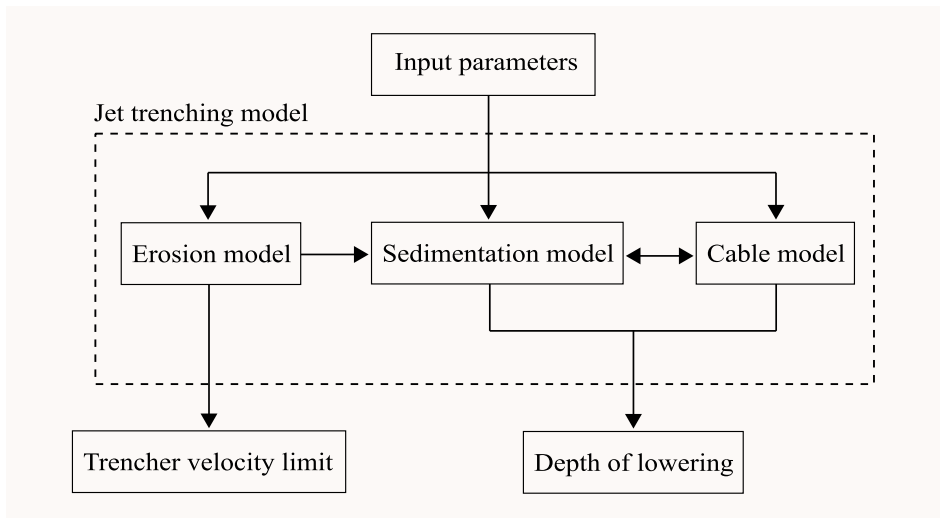 Input parameters
Jet trenching model
Erosion model
Sedimentation model
Cable model
Trencher velocity limit
Depth of lowering